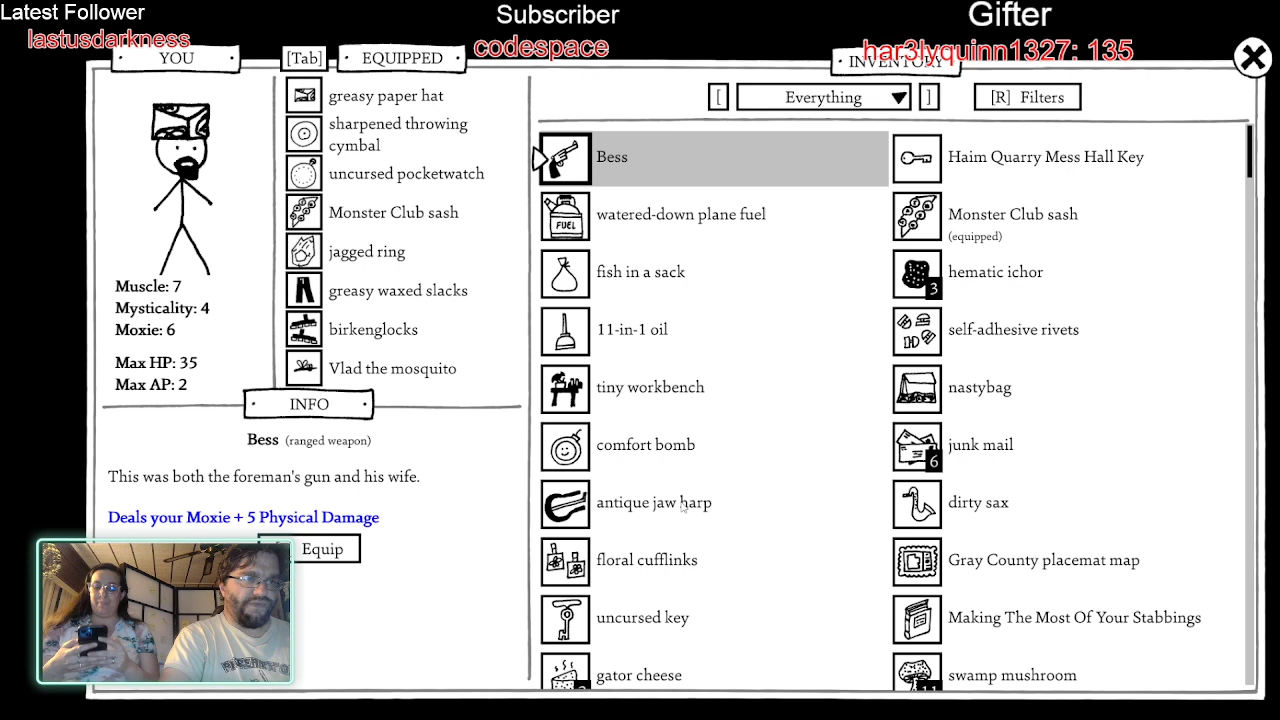 Latest Follower
lastusdarkness
Subscriber
codespace
Gifter
har3lyquinn1327: 135
YOU
[Tab]
EQUIPPED
INVENTORY
greasy paper hat
sharpened throwing
cymbal
uncursed pocketwatch
Monster Club sash
jagged ring
greasy waxed slacks
birkenglocks
Vlad the mosquito
Muscle: 7
Mysticality: 4
Moxie: 6
Max HP: 35
Max AP: 2
INFO
Bess (ranged weapon)
This was both the foreman's gun and his wife.
Deals your Moxie + 5 Physical Damage
Equip
[
Everything
]
[R] Filters
Bess
Haim Quarry Mess Hall Key
FUEL
watered-down plane fuel
Monster Club sash
(equipped)
fish in a sack
3
hematic ichor
11-in-1 oil
self-adhesive rivets
tiny workbench
nastybag
comfort bomb
6
junk mail
antique jaw harp
dirty sax
floral cufflinks
Gray County placemat map
uncursed key
Making The Most Of Your Stabbings
gator cheese
11
swamp mushroom